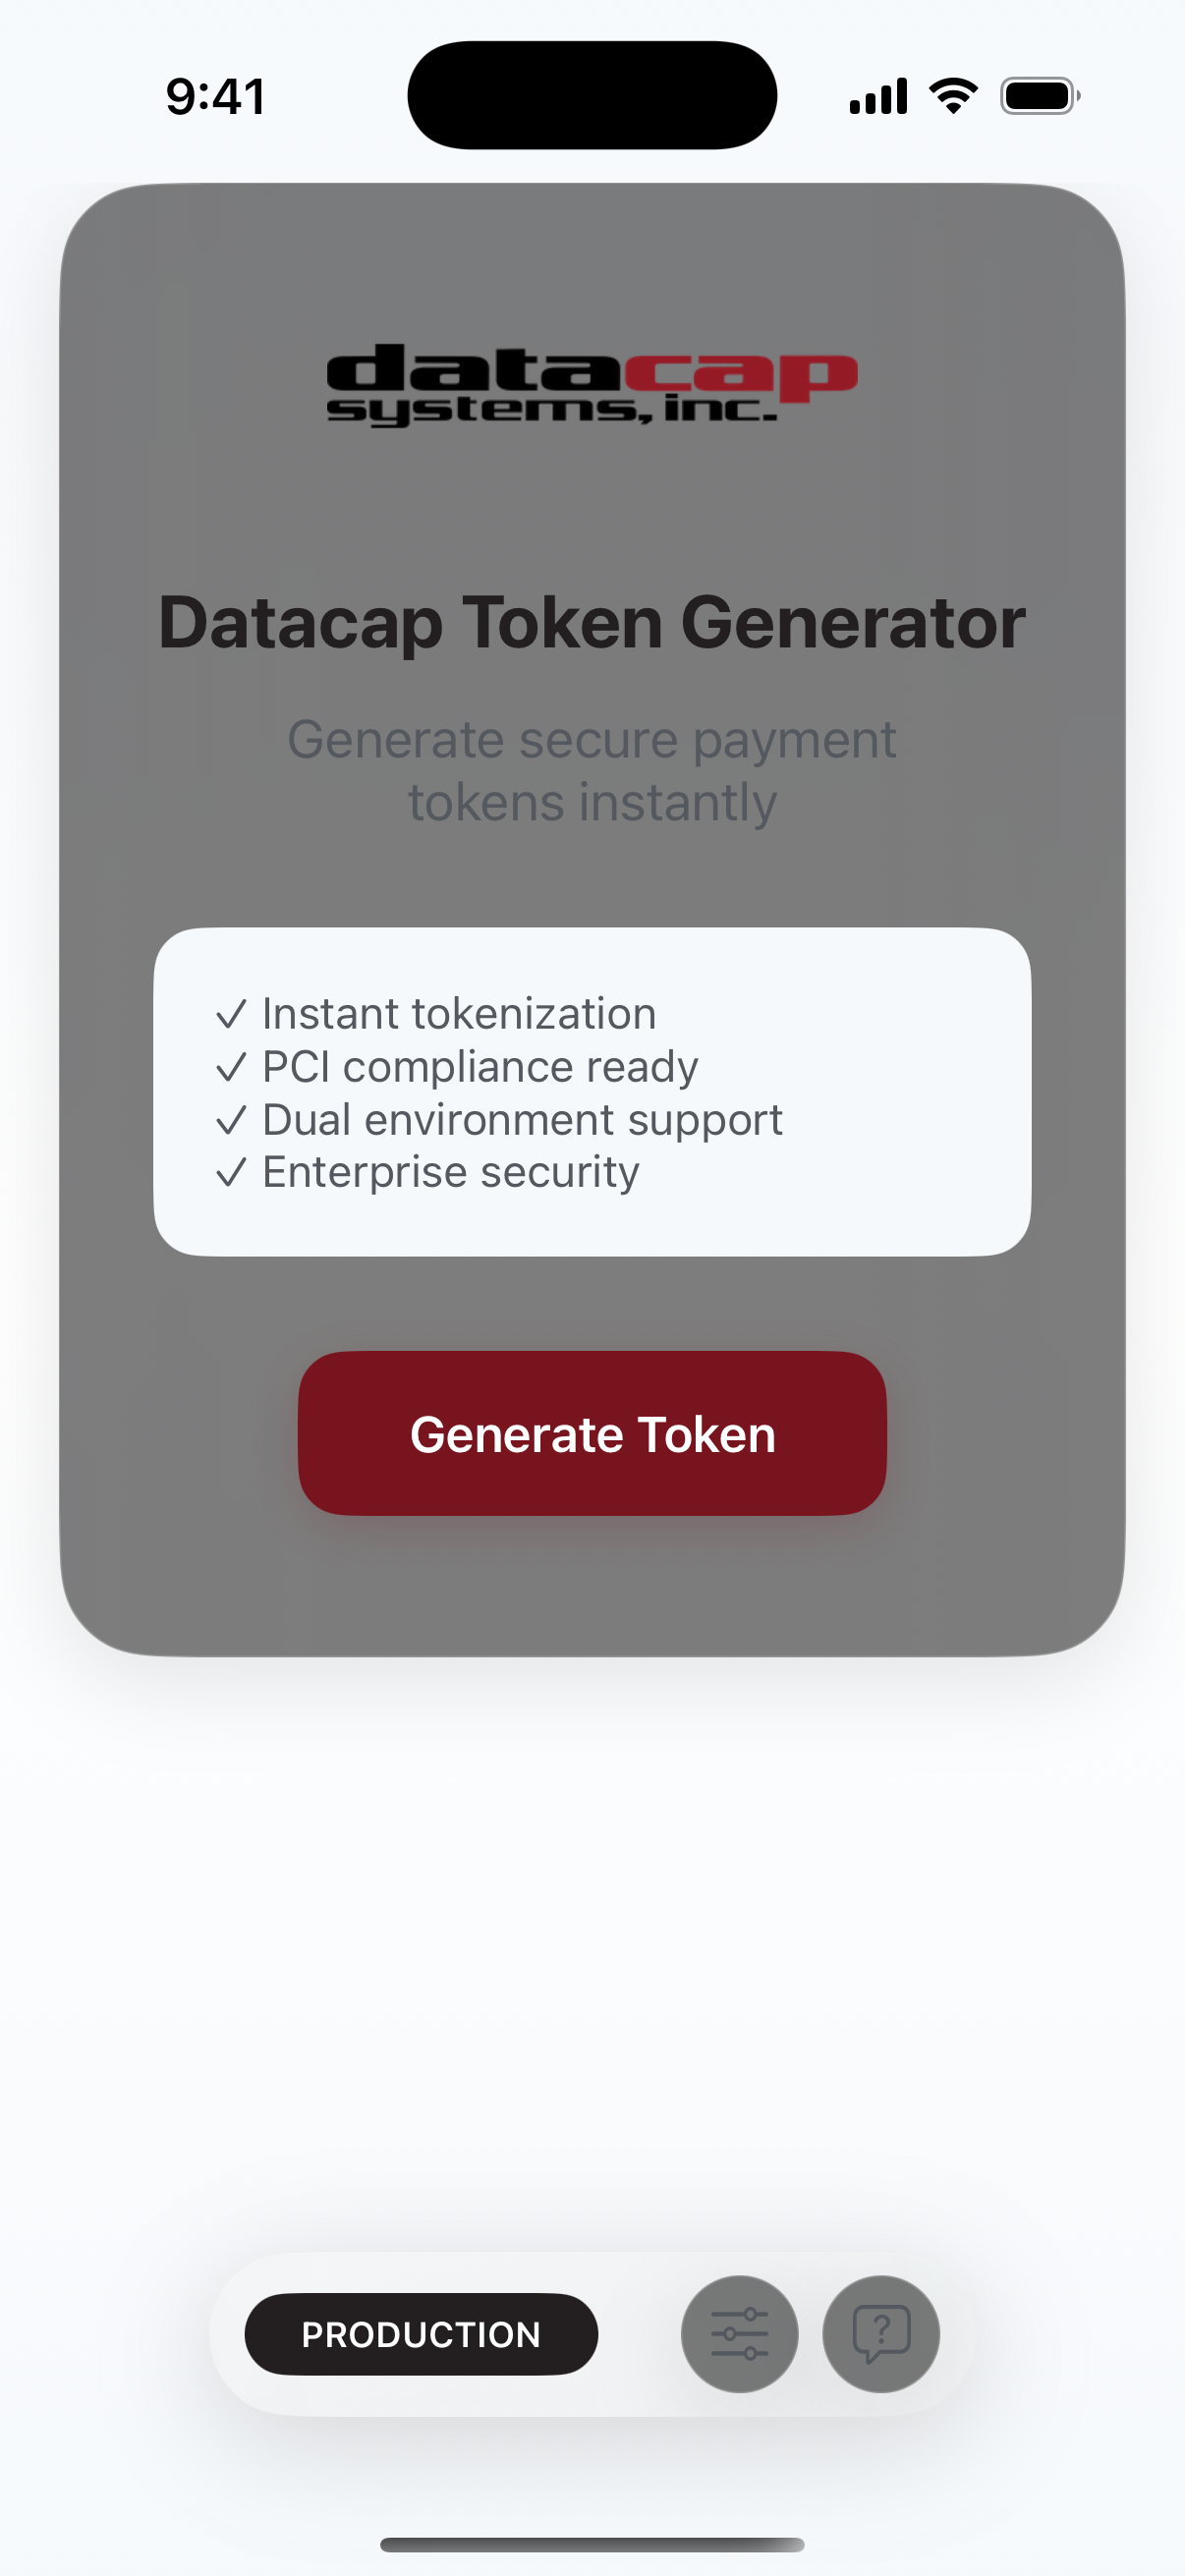 9:41
datacap
systems, inc.
Datacap Token Generator
Generate secure payment
tokens instantly
✓ Instant tokenization
✓ PCI compliance ready
✓ Dual environment support
✓ Enterprise security
Generate Token
PRODUCTION
?